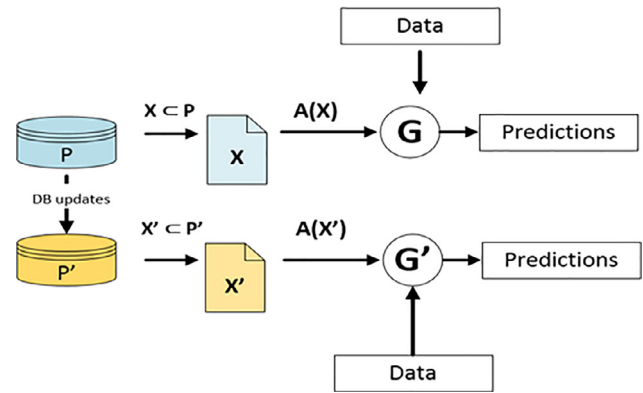 Data
X ⊂ P
A(X)
P
X
G
Predictions
DB updates
X' ⊂ P'
A(X')
P'
X'
G'
Predictions
Data